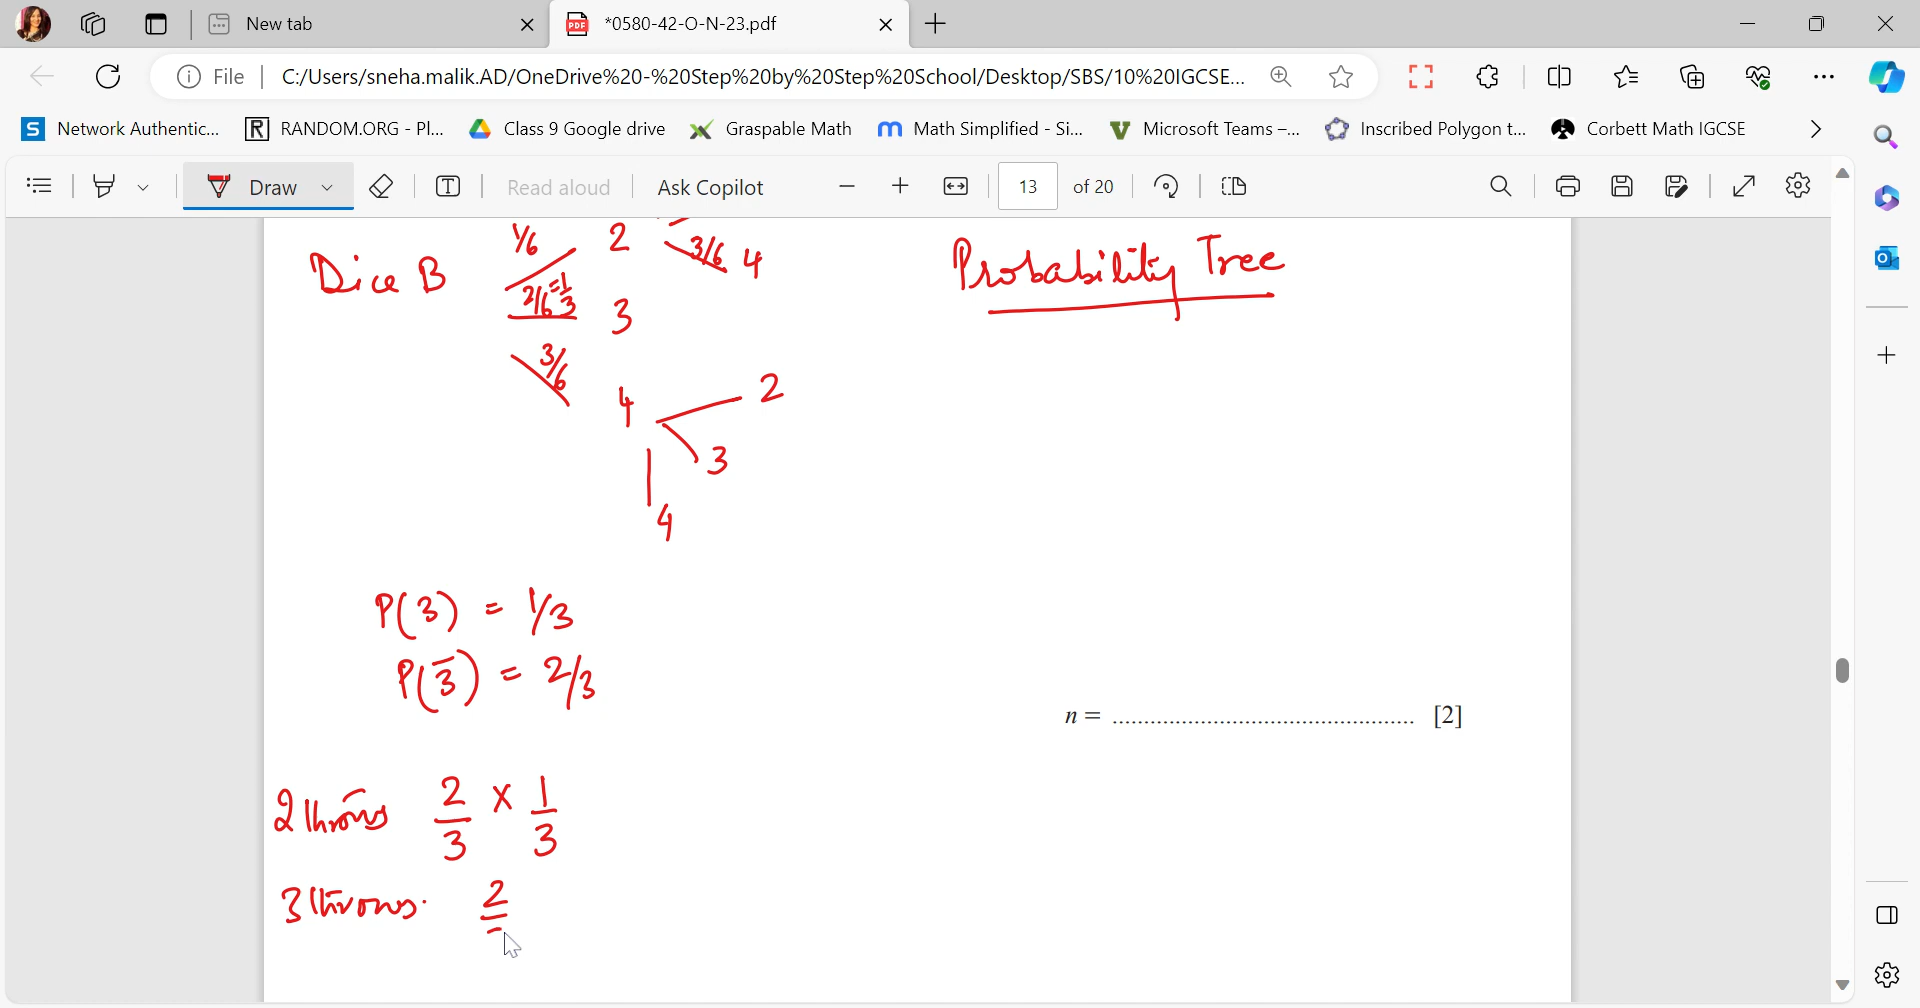 New tab
*0580-42-O-N-23.pdf
File C:/Users/sneha.malik.AD/OneDrive%20-%20Step%20by%20Step%20School/Desktop/SBS/10%20IGCSE...
Network Authentic... RANDOM.ORG - Pl... Class 9 Google drive Graspable Math Math Simplified - Si... Microsoft Teams –... Inscribed Polygon t... Corbett Math IGCSE
Draw Read aloud Ask Copilot 13 of 20
1/6 2 3/6 4
Dice B
2/6 = 1/3 3
3/6
4 2
3
4
Probability Tree
P(3) = 1/3
P(3̅) = 2/3
n = ................................................ [2]
2 throws 2/3 x 1/3
3 throws. 2